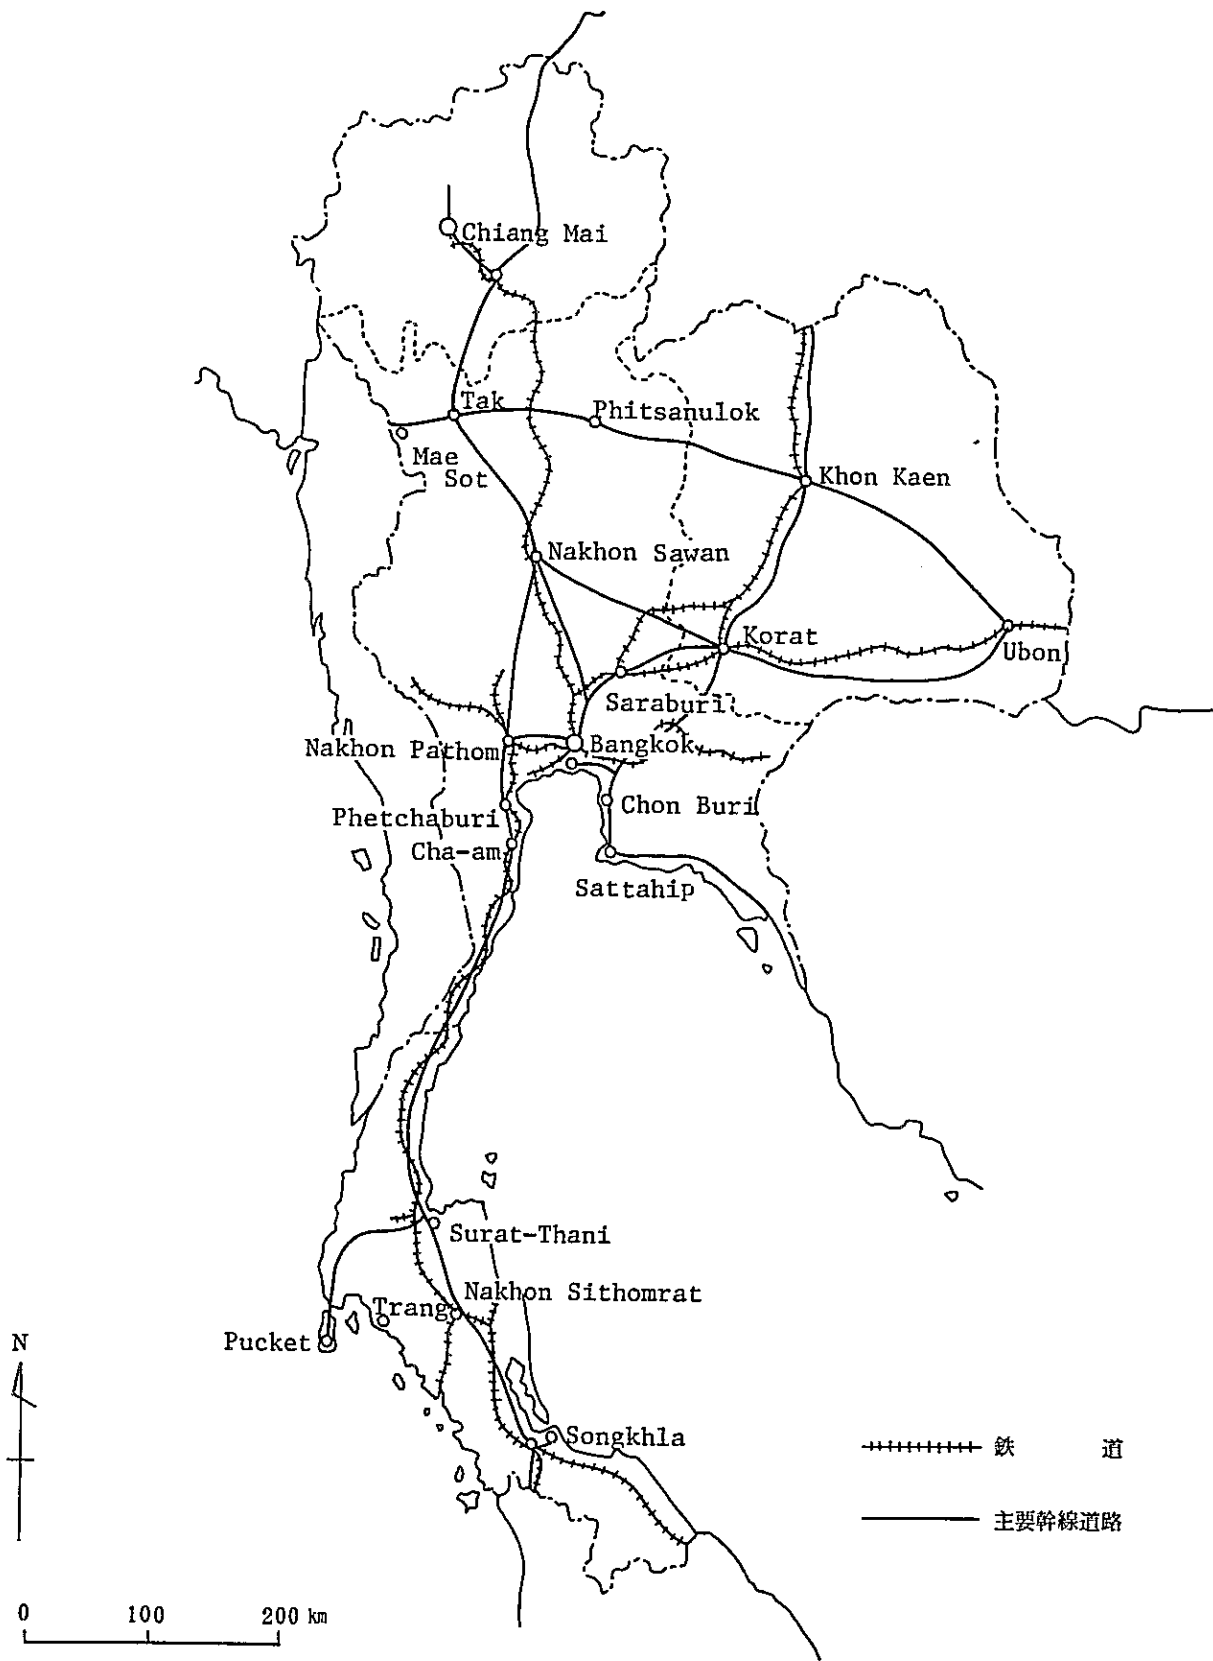 Chiang Mai
Tak
Phitsanulok
Mae
Sot
Khon Kaen
Nakhon Sawan
Korat
Ubon
Saraburi
Nakhon Pathom
Bangkok
Phetchaburi
Chon Buri
Cha-am
Sattahip
Surat-Thani
Nakhon Sithomrat
Trang
Pucket
N
Songkhla
鉄 道
主要幹線道路
0 100 200 km